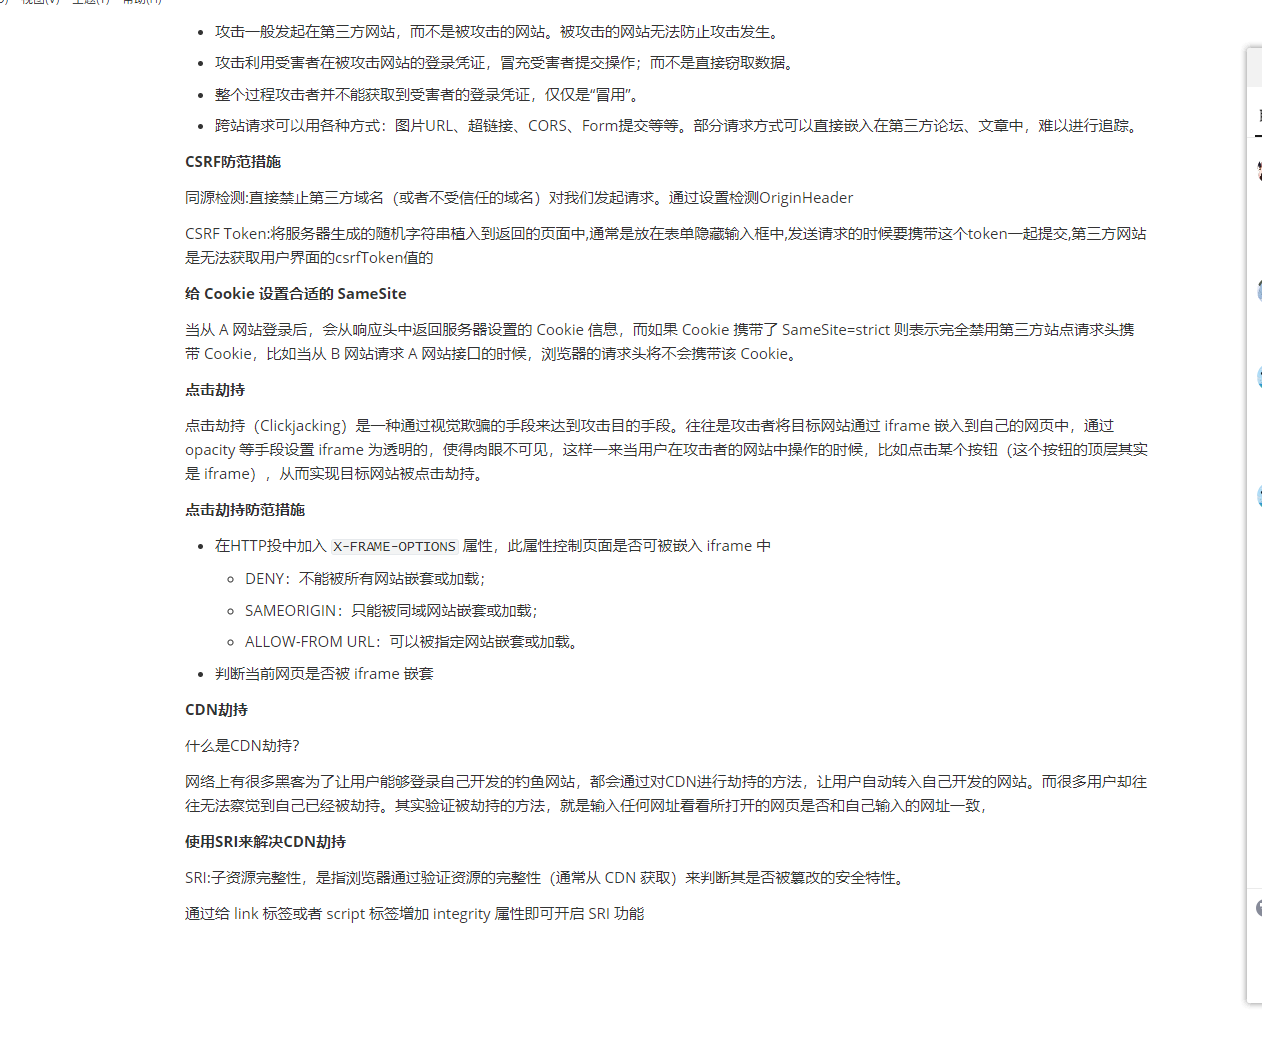 视图(V) 主题(T) 帮助(H)
攻击一般发起在第三方网站，而不是被攻击的网站。被攻击的网站无法防止攻击发生。
攻击利用受害者在被攻击网站的登录凭证，冒充受害者提交操作；而不是直接窃取数据。
整个过程攻击者并不能获取到受害者的登录凭证，仅仅是“冒用”。
跨站请求可以用各种方式：图片URL、超链接、CORS、Form提交等等。部分请求方式可以直接嵌入在第三方论坛、文章中，难以进行追踪。
CSRF防范措施
同源检测:直接禁止第三方域名（或者不受信任的域名）对我们发起请求。通过设置检测OriginHeader
CSRF Token:将服务器生成的随机字符串植入到返回的页面中,通常是放在表单隐藏输入框中,发送请求的时候要携带这个token一起提交,第三方网站
是无法获取用户界面的csrfToken值的
给 Cookie 设置合适的 SameSite
当从 A 网站登录后，会从响应头中返回服务器设置的 Cookie 信息，而如果 Cookie 携带了 SameSite=strict 则表示完全禁用第三方站点请求头携
带 Cookie，比如当从 B 网站请求 A 网站接口的时候，浏览器的请求头将不会携带该 Cookie。
点击劫持
点击劫持（Clickjacking）是一种通过视觉欺骗的手段来达到攻击目的手段。往往是攻击者将目标网站通过 iframe 嵌入到自己的网页中，通过
opacity 等手段设置 iframe 为透明的，使得肉眼不可见，这样一来当用户在攻击者的网站中操作的时候，比如点击某个按钮（这个按钮的顶层其实
是 iframe），从而实现目标网站被点击劫持。
点击劫持防范措施
在HTTP投中加入 X-FRAME-OPTIONS 属性，此属性控制页面是否可被嵌入 iframe 中
DENY：不能被所有网站嵌套或加载；
SAMEORIGIN：只能被同域网站嵌套或加载；
ALLOW-FROM URL：可以被指定网站嵌套或加载。
判断当前网页是否被 iframe 嵌套
CDN劫持
什么是CDN劫持？
网络上有很多黑客为了让用户能够登录自己开发的钓鱼网站，都会通过对CDN进行劫持的方法，让用户自动转入自己开发的网站。而很多用户却往
往无法察觉到自己已经被劫持。其实验证被劫持的方法，就是输入任何网址看看所打开的网页是否和自己输入的网址一致，
使用SRI来解决CDN劫持
SRI:子资源完整性，是指浏览器通过验证资源的完整性（通常从 CDN 获取）来判断其是否被篡改的安全特性。
通过给 link 标签或者 script 标签增加 integrity 属性即可开启 SRI 功能